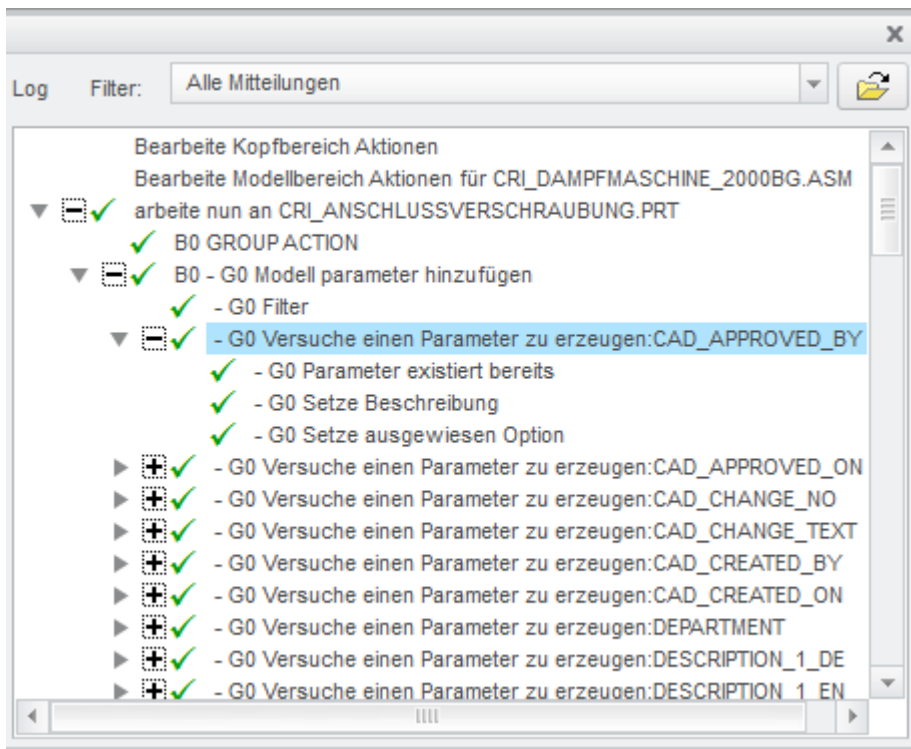 Log Filter: Alle Mitteilungen
Bearbeite Kopfbereich Aktionen
Bearbeite Modellbereich Aktionen für CRI_DAMPFMASCHINE_2000BG.ASM
arbeite nun an CRI_ANSCHLUSSVERSCHRAUBUNG.PRT
B0 GROUP ACTION
B0 - G0 Modell parameter hinzufügen
- G0 Filter
- G0 Versuche einen Parameter zu erzeugen:CAD_APPROVED_BY
- G0 Parameter existiert bereits
- G0 Setze Beschreibung
- G0 Setze ausgewiesen Option
- G0 Versuche einen Parameter zu erzeugen:CAD_APPROVED_ON
- G0 Versuche einen Parameter zu erzeugen:CAD_CHANGE_NO
- G0 Versuche einen Parameter zu erzeugen:CAD_CHANGE_TEXT
- G0 Versuche einen Parameter zu erzeugen:CAD_CREATED_BY
- G0 Versuche einen Parameter zu erzeugen:CAD_CREATED_ON
- G0 Versuche einen Parameter zu erzeugen:DEPARTMENT
- G0 Versuche einen Parameter zu erzeugen:DESCRIPTION_1_DE
- G0 Versuche einen Parameter zu erzeugen:DESCRIPTION_1_EN